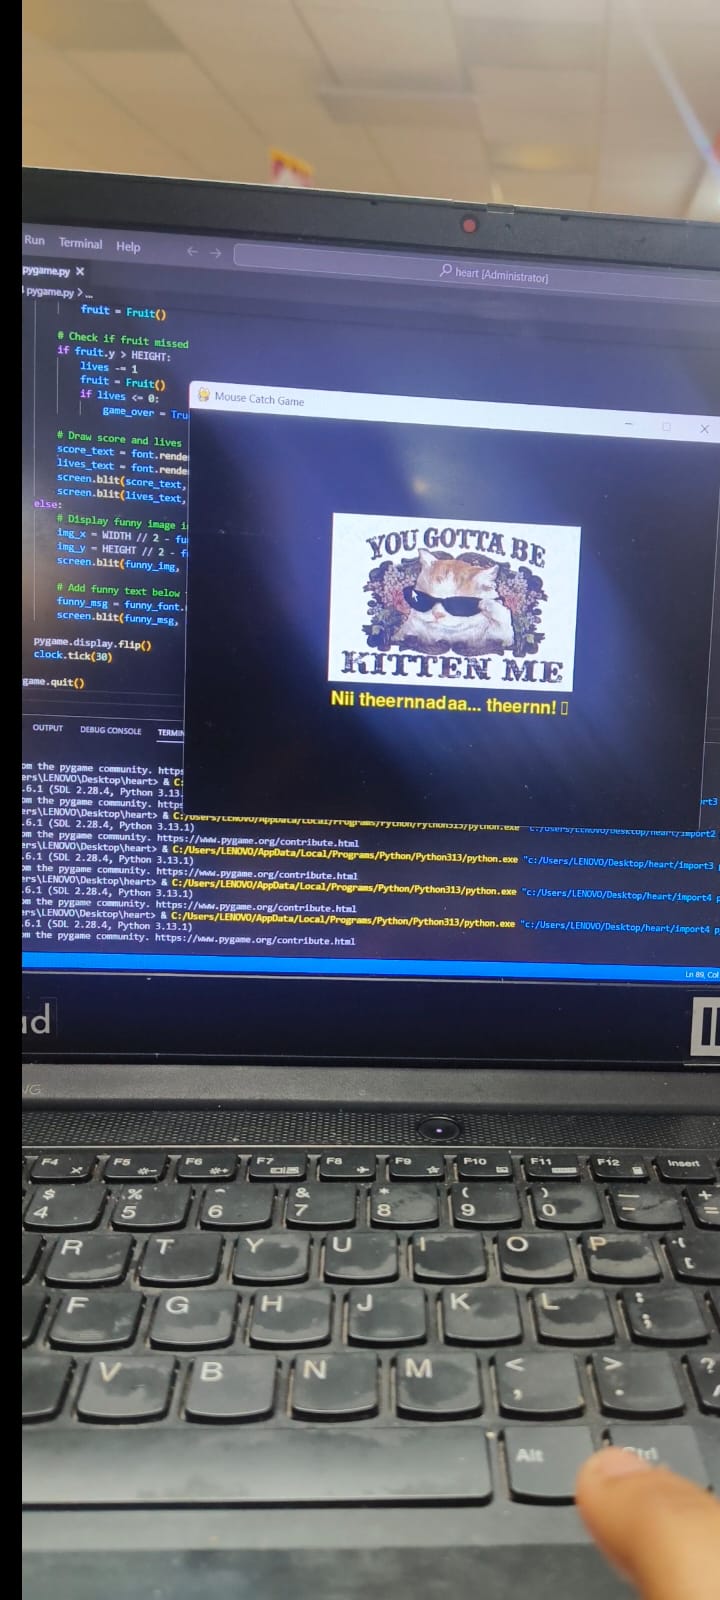 Run Terminal Help
heart [Administrator]
pygame.py
pygame.py > ...
fruit = Fruit()
# Check if fruit missed
if fruit.y > HEIGHT:
lives -= 1
fruit = Fruit()
if lives <= 0:
game_over = Tru
# Draw score and lives
score_text = font.rende
lives_text = font.rende
screen.blit(score_text,
screen.blit(lives_text,
else:
# Display funny image i
img_x = WIDTH // 2 - fu
img_y = HEIGHT // 2 - f
screen.blit(funny_img,
# Add funny text below
funny_msg = funny_font.
screen.blit(funny_msg,
pygame.display.flip()
clock.tick(30)
game.quit()
Mouse Catch Game
YOU GOTTA BE
KITTEN ME
Nii theernnadaa... theernn!
OUTPUT DEBUG CONSOLE TERMIN
om the pygame community. https
ers\LENOVO\Desktop\heart> & C:
.6.1 (SDL 2.28.4, Python 3.13.
om the pygame community. https
ers\LENOVO\Desktop\heart> & C:/Users/LENOVO/AppData/Local/Programs/Python/Python313/python.exe "c:/Users/LENOVO/Desktop/heart/import2
.6.1 (SDL 2.28.4, Python 3.13.1)
om the pygame community. https://www.pygame.org/contribute.html
ers\LENOVO\Desktop\heart> & C:/Users/LENOVO/AppData/Local/Programs/Python/Python313/python.exe "c:/Users/LENOVO/Desktop/heart/import3 p
.6.1 (SDL 2.28.4, Python 3.13.1)
om the pygame community. https://www.pygame.org/contribute.html
ers\LENOVO\Desktop\heart> & C:/Users/LENOVO/AppData/Local/Programs/Python/Python313/python.exe "c:/Users/LENOVO/Desktop/heart/import4 p
.6.1 (SDL 2.28.4, Python 3.13.1)
om the pygame community. https://www.pygame.org/contribute.html
ers\LENOVO\Desktop\heart> & C:/Users/LENOVO/AppData/Local/Programs/Python/Python313/python.exe "c:/Users/LENOVO/Desktop/heart/import4 p
.6.1 (SDL 2.28.4, Python 3.13.1)
om the pygame community. https://www.pygame.org/contribute.html
Ln 89, Col
F4 F5 F6 F7 F8 F9 F10 F11 F12 Insert
$ % ^ & * ( ) — +
4 5 6 7 8 9 0 - =
R T Y U I O P { [
F G H J K L : ;
V B N M < , > . ?
Alt Ctrl